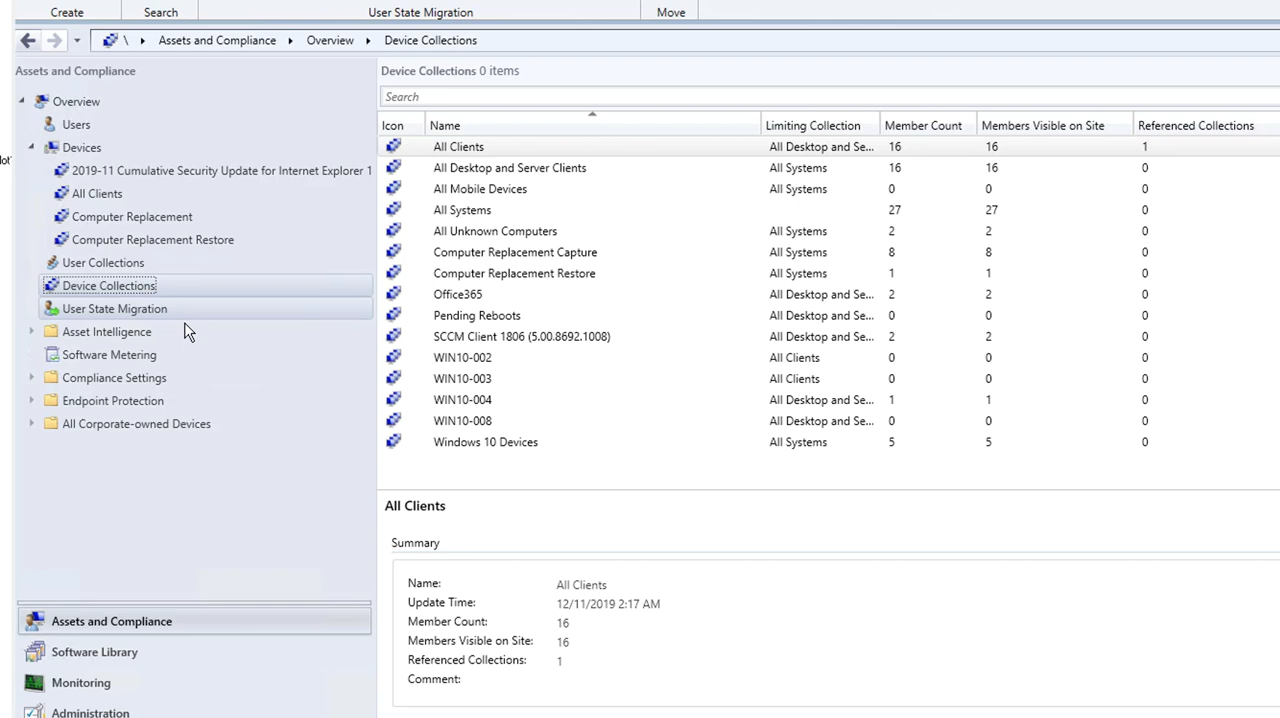 Create Search User State Migration Move
\ Assets and Compliance Overview Device Collections
Assets and Compliance
Overview
Users
Devices
2019-11 Cumulative Security Update for Internet Explorer 1
All Clients
Computer Replacement
Computer Replacement Restore
User Collections
Device Collections
User State Migration
Asset Intelligence
Software Metering
Compliance Settings
Endpoint Protection
All Corporate-owned Devices
Assets and Compliance
Software Library
Monitoring
Administration
Device Collections 0 items
Search
Icon Name Limiting Collection Member Count Members Visible on Site Referenced Collections
All Clients All Desktop and Se... 16 16 1
All Desktop and Server Clients All Systems 16 16 0
All Mobile Devices All Systems 0 0 0
All Systems 27 27 0
All Unknown Computers All Systems 2 2 0
Computer Replacement Capture All Systems 8 8 0
Computer Replacement Restore All Systems 1 1 0
Office365 All Desktop and Se... 2 2 0
Pending Reboots All Desktop and Se... 0 0 0
SCCM Client 1806 (5.00.8692.1008) All Desktop and Se... 2 2 0
WIN10-002 All Clients 0 0 0
WIN10-003 All Clients 0 0 0
WIN10-004 All Desktop and Se... 1 1 0
WIN10-008 All Desktop and Se... 0 0 0
Windows 10 Devices All Systems 5 5 0
All Clients
Summary
Name: All Clients
Update Time: 12/11/2019 2:17 AM
Member Count: 16
Members Visible on Site: 16
Referenced Collections: 1
Comment: